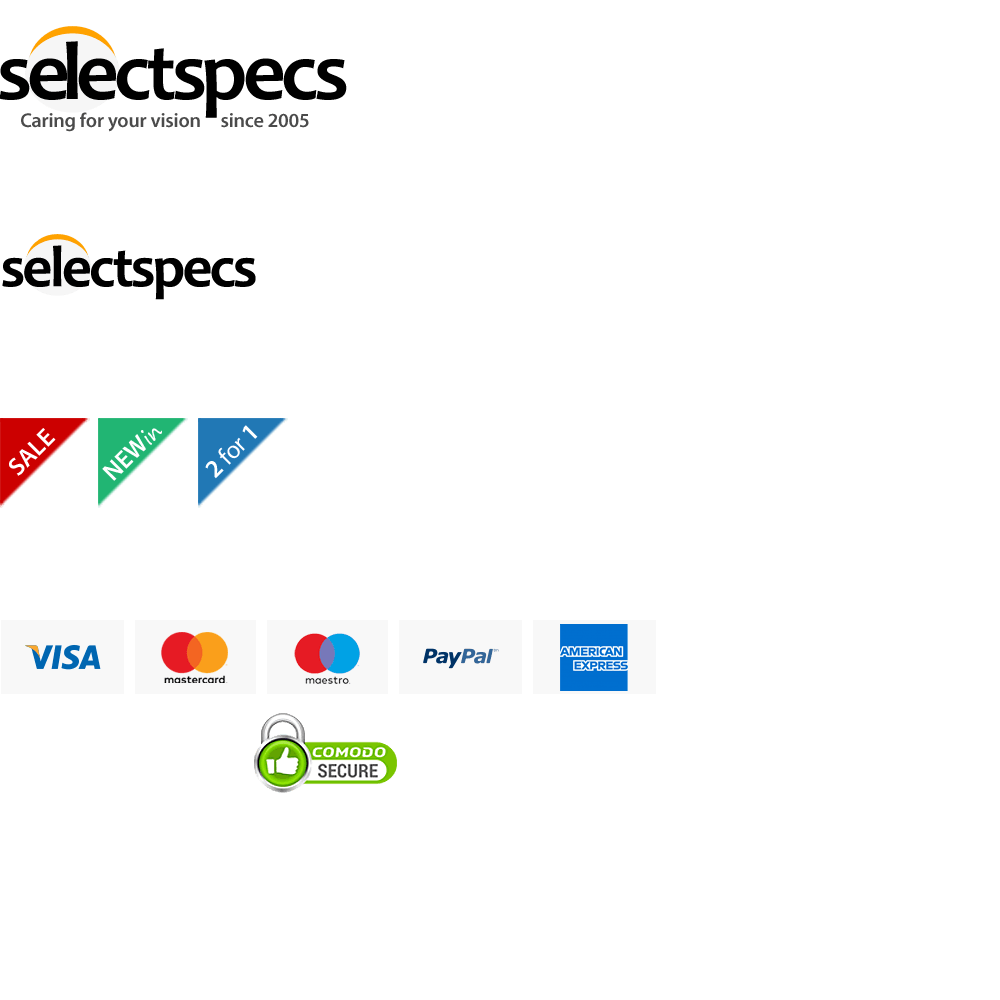 selectspecs
Caring for your vision since 2005
selectspecs
SALE
NEWin
2 for 1
VISA
mastercard
maestro
PayPal
AMERICAN
EXPRESS
COMODO
SECURE